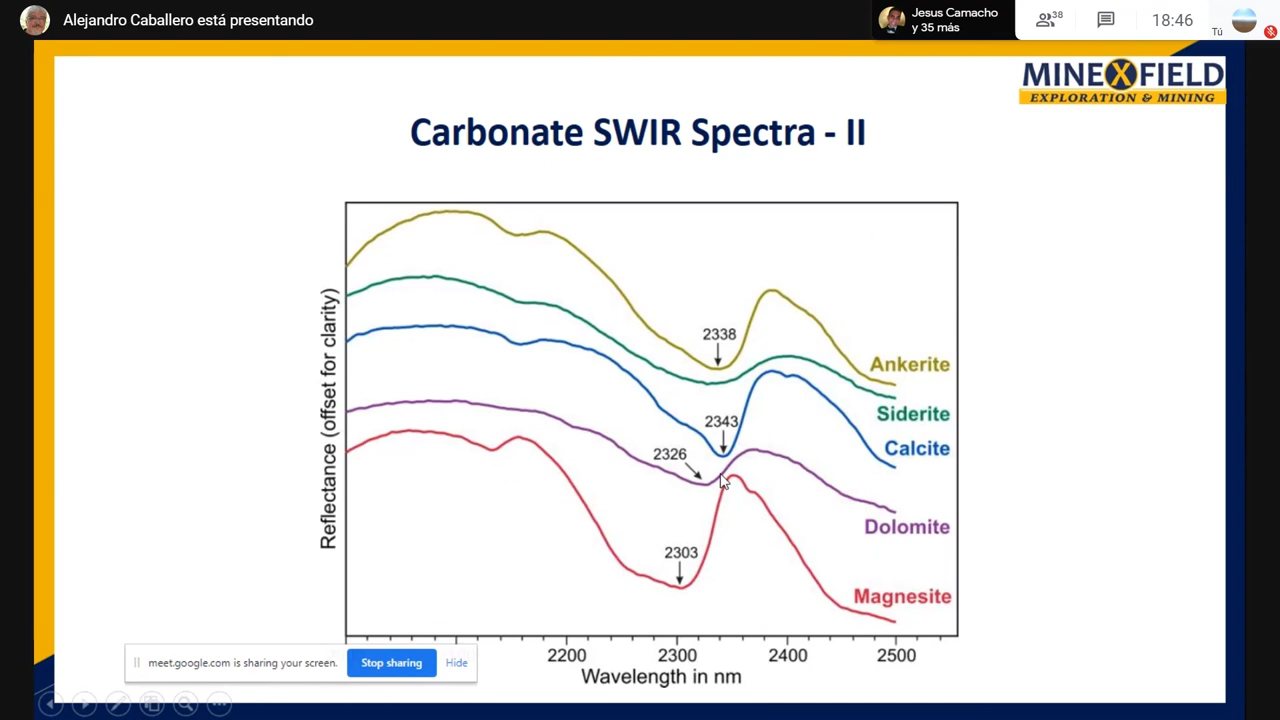 Alejandro Caballero está presentando
Jesus Camacho
y 35 más
38
18:46
Tú
MINEXFIELD
EXPLORATION & MINING
Carbonate SWIR Spectra - II
Reflectance (offset for clarity)
2338
Ankerite
Siderite
2343
Calcite
2326
Dolomite
2303
Magnesite
2200
2300
2400
2500
Wavelength in nm
meet.google.com is sharing your screen.
Stop sharing
Hide